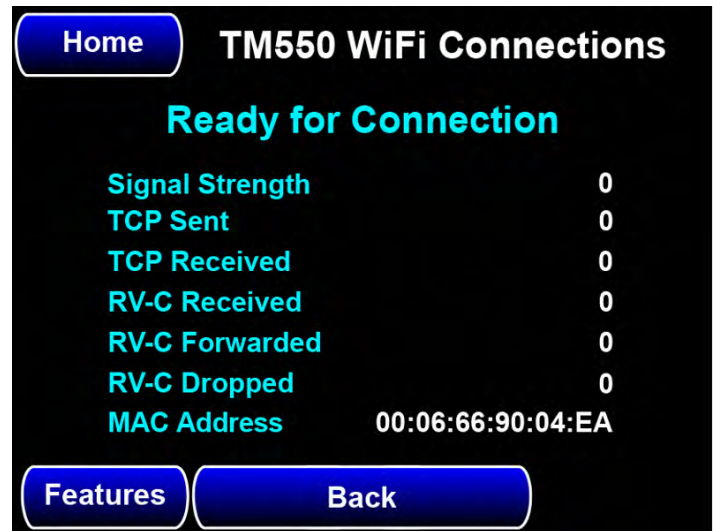 Home TM550 WiFi Connections
Ready for Connection
Signal Strength 0
TCP Sent 0
TCP Received 0
RV-C Received 0
RV-C Forwarded 0
RV-C Dropped 0
MAC Address 00:06:66:90:04:EA
Features Back